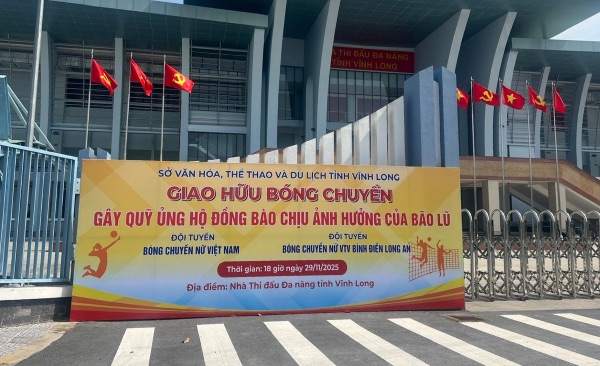 NHÀ THI ĐẤU ĐA NĂNG
TỈNH VĨNH LONG
SỞ VĂN HÓA, THỂ THAO VÀ DU LỊCH TỈNH VĨNH LONG
GIAO HỮU BÓNG CHUYỀN
GÂY QUỸ ỦNG HỘ ĐỒNG BÀO CHỊU ẢNH HƯỞNG CỦA BÃO LŨ
ĐỘI TUYỂN
BÓNG CHUYỀN NỮ VIỆT NAM
ĐỘI TUYỂN
BÓNG CHUYỀN NỮ VTV BÌNH ĐIỀN LONG AN
Thời gian: 18 giờ ngày 29/11/2025
Địa điểm: Nhà Thi đấu Đa năng tỉnh Vĩnh Long